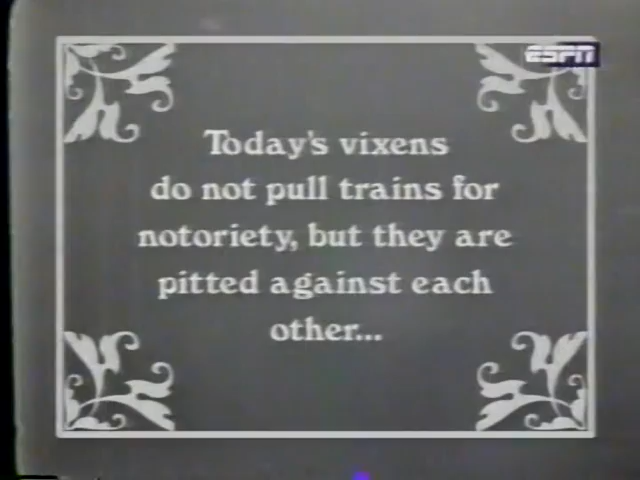 ESPN
Today's vixens
do not pull trains for
notoriety, but they are
pitted against each
other...